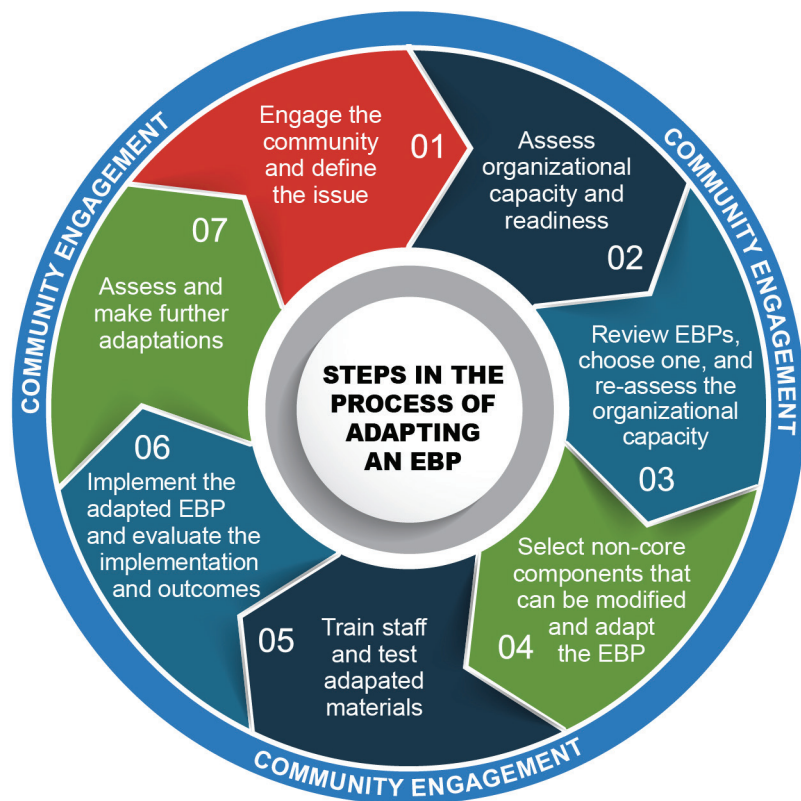 STEPS IN THE
PROCESS OF
ADAPTING
AN EBP
01
Engage the
community
and define
the issue
02
Assess
organizational
capacity and
readiness
03
Review EBPs,
choose one, and
re-assess the
organizational
capacity
04
Select non-core
components that
can be modified
and adapt
the EBP
05
Train staff
and test
adapated
materials
06
Implement the
adapted EBP
and evaluate the
implementation
and outcomes
07
Assess and
make further
adaptations
COMMUNITY ENGAGEMENT
COMMUNITY ENGAGEMENT
COMMUNITY ENGAGEMENT